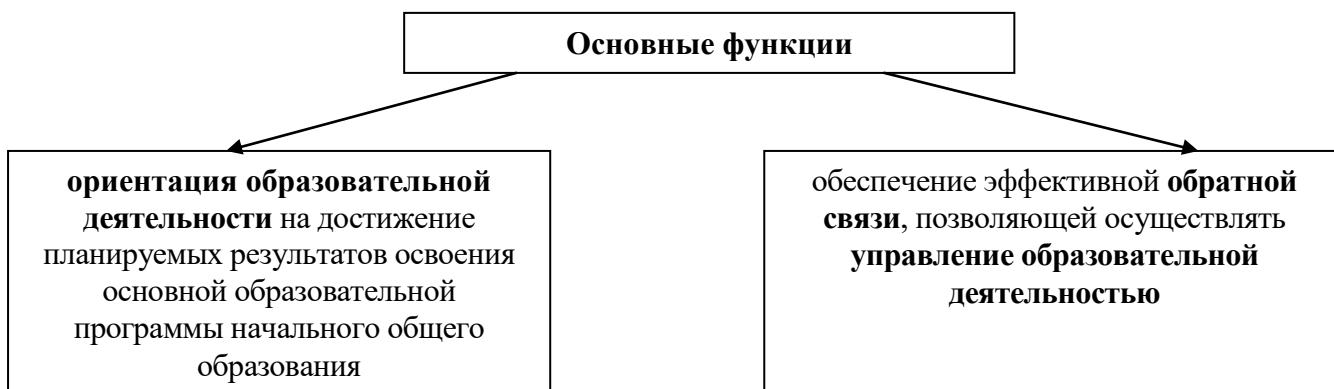 Основные функции
ориентация образовательной
деятельности на достижение
планируемых результатов освоения
основной образовательной
программы начального общего
образования
обеспечение эффективной обратной
связи, позволяющей осуществлять
управление образовательной
деятельностью